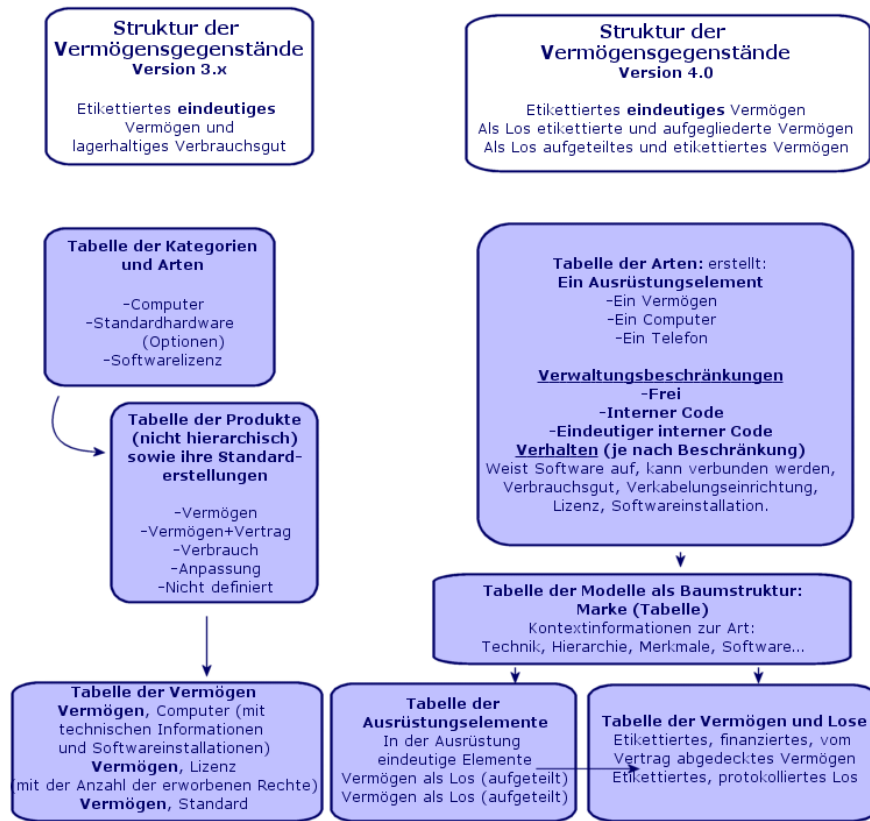 Struktur der
Vermögensgegenstände
Version 3.x
Etikettiertes eindeutiges
Vermögen und
lagerhaltiges Verbrauchsgut
Struktur der
Vermögensgegenstände
Version 4.0
Etikettiertes eindeutiges Vermögen
Als Los etikettierte und aufgegliederte Vermögen
Als Los aufgeteiltes und etikettiertes Vermögen
Tabelle der Kategorien
und Arten
-Computer
-Standardhardware
(Optionen)
-Softwarelizenz
Tabelle der Produkte
(nicht hierarchisch)
sowie ihre Standard-
erstellungen
-Vermögen
-Vermögen+Vertrag
-Verbrauch
-Anpassung
-Nicht definiert
Tabelle der Vermögen
Vermögen, Computer (mit
technischen Informationen
und Softwareinstallationen)
Vermögen, Lizenz
(mit der Anzahl der erworbenen Rechte)
Vermögen, Standard
Tabelle der Arten: erstellt:
Ein Ausrüstungselement
-Ein Vermögen
-Ein Computer
-Ein Telefon
Verwaltungsbeschränkungen
-Frei
-Interner Code
-Eindeutiger interner Code
Verhalten (je nach Beschränkung)
Weist Software auf, kann verbunden werden,
Verbrauchsgut, Verkabelungseinrichtung,
Lizenz, Softwareinstallation.
Tabelle der Modelle als Baumstruktur:
Marke (Tabelle)
Kontextinformationen zur Art:
Technik, Hierarchie, Merkmale, Software...
Tabelle der
Ausrüstungselemente
In der Ausrüstung
eindeutige Elemente
Vermögen als Los (aufgeteilt)
Vermögen als Los (aufgeteilt)
Tabelle der Vermögen und Lose
Etikettiertes, finanziertes, vom
Vertrag abgedecktes Vermögen
Etikettiertes, protokolliertes Los